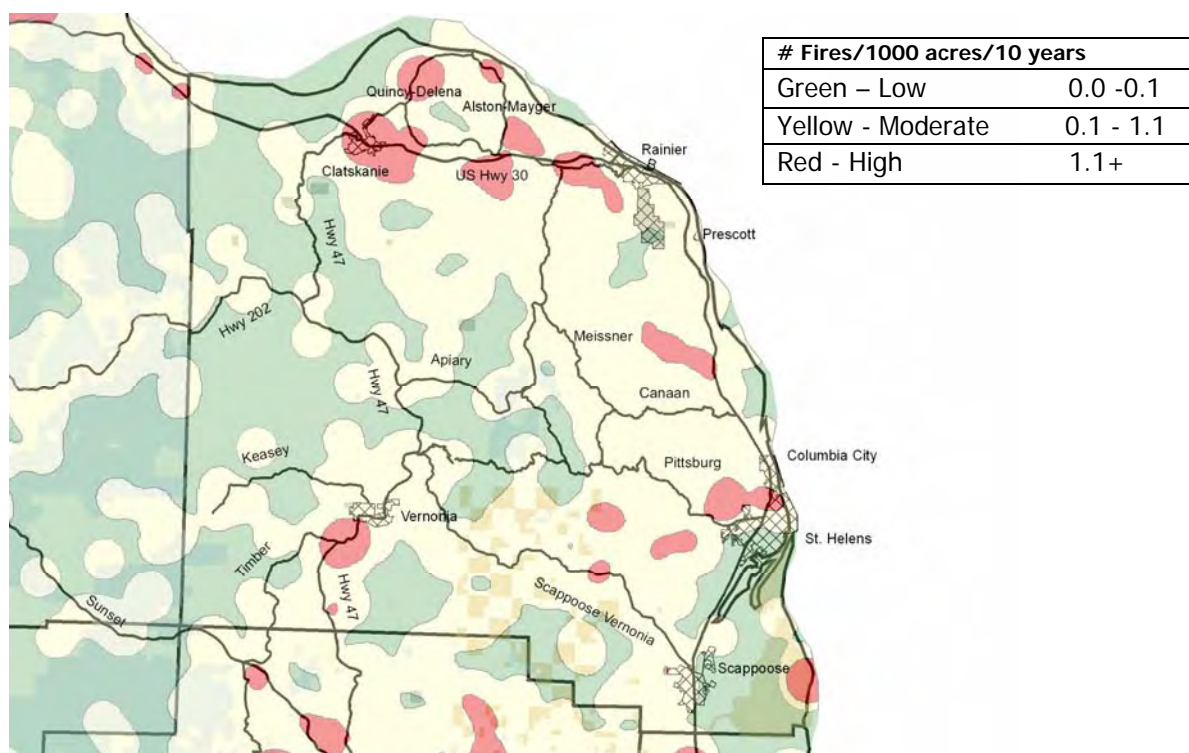 # Fires/1000 acres/10 years
Green – Low 0.0 -0.1
Yellow - Moderate 0.1 - 1.1
Red - High 1.1+
Quincy-Delena
Alston-Mayger
Rainier
Clatskanie
US Hwy 30
Prescott
Hwy 47
Hwy 202
Meissner
Apiary
Hwy 47
Canaan
Keasey
Pittsburg
Columbia City
Vernonia
St. Helens
Timber
Hwy 47
Sunset
Scappoose Vernonia
Scappoose